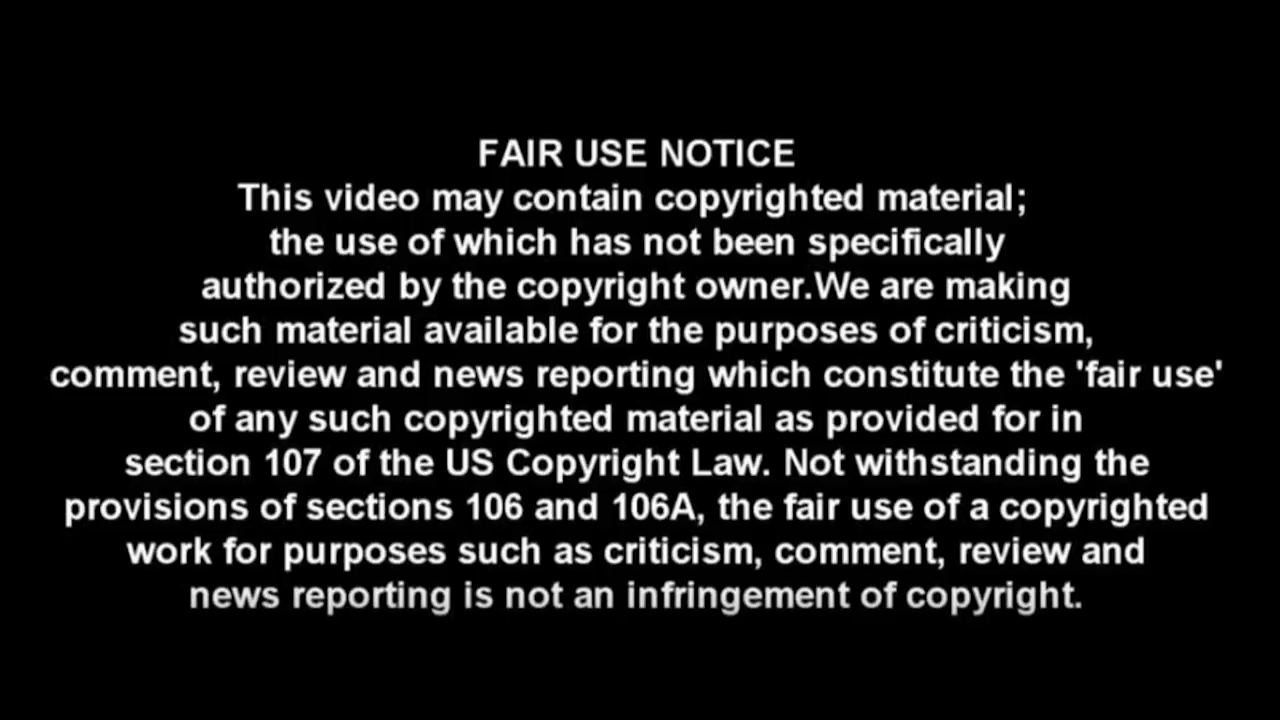 FAIR USE NOTICE
This video may contain copyrighted material;
the use of which has not been specifically
authorized by the copyright owner.We are making
such material available for the purposes of criticism,
comment, review and news reporting which constitute the 'fair use'
of any such copyrighted material as provided for in
section 107 of the US Copyright Law. Not withstanding the
provisions of sections 106 and 106A, the fair use of a copyrighted
work for purposes such as criticism, comment, review and
news reporting is not an infringement of copyright.